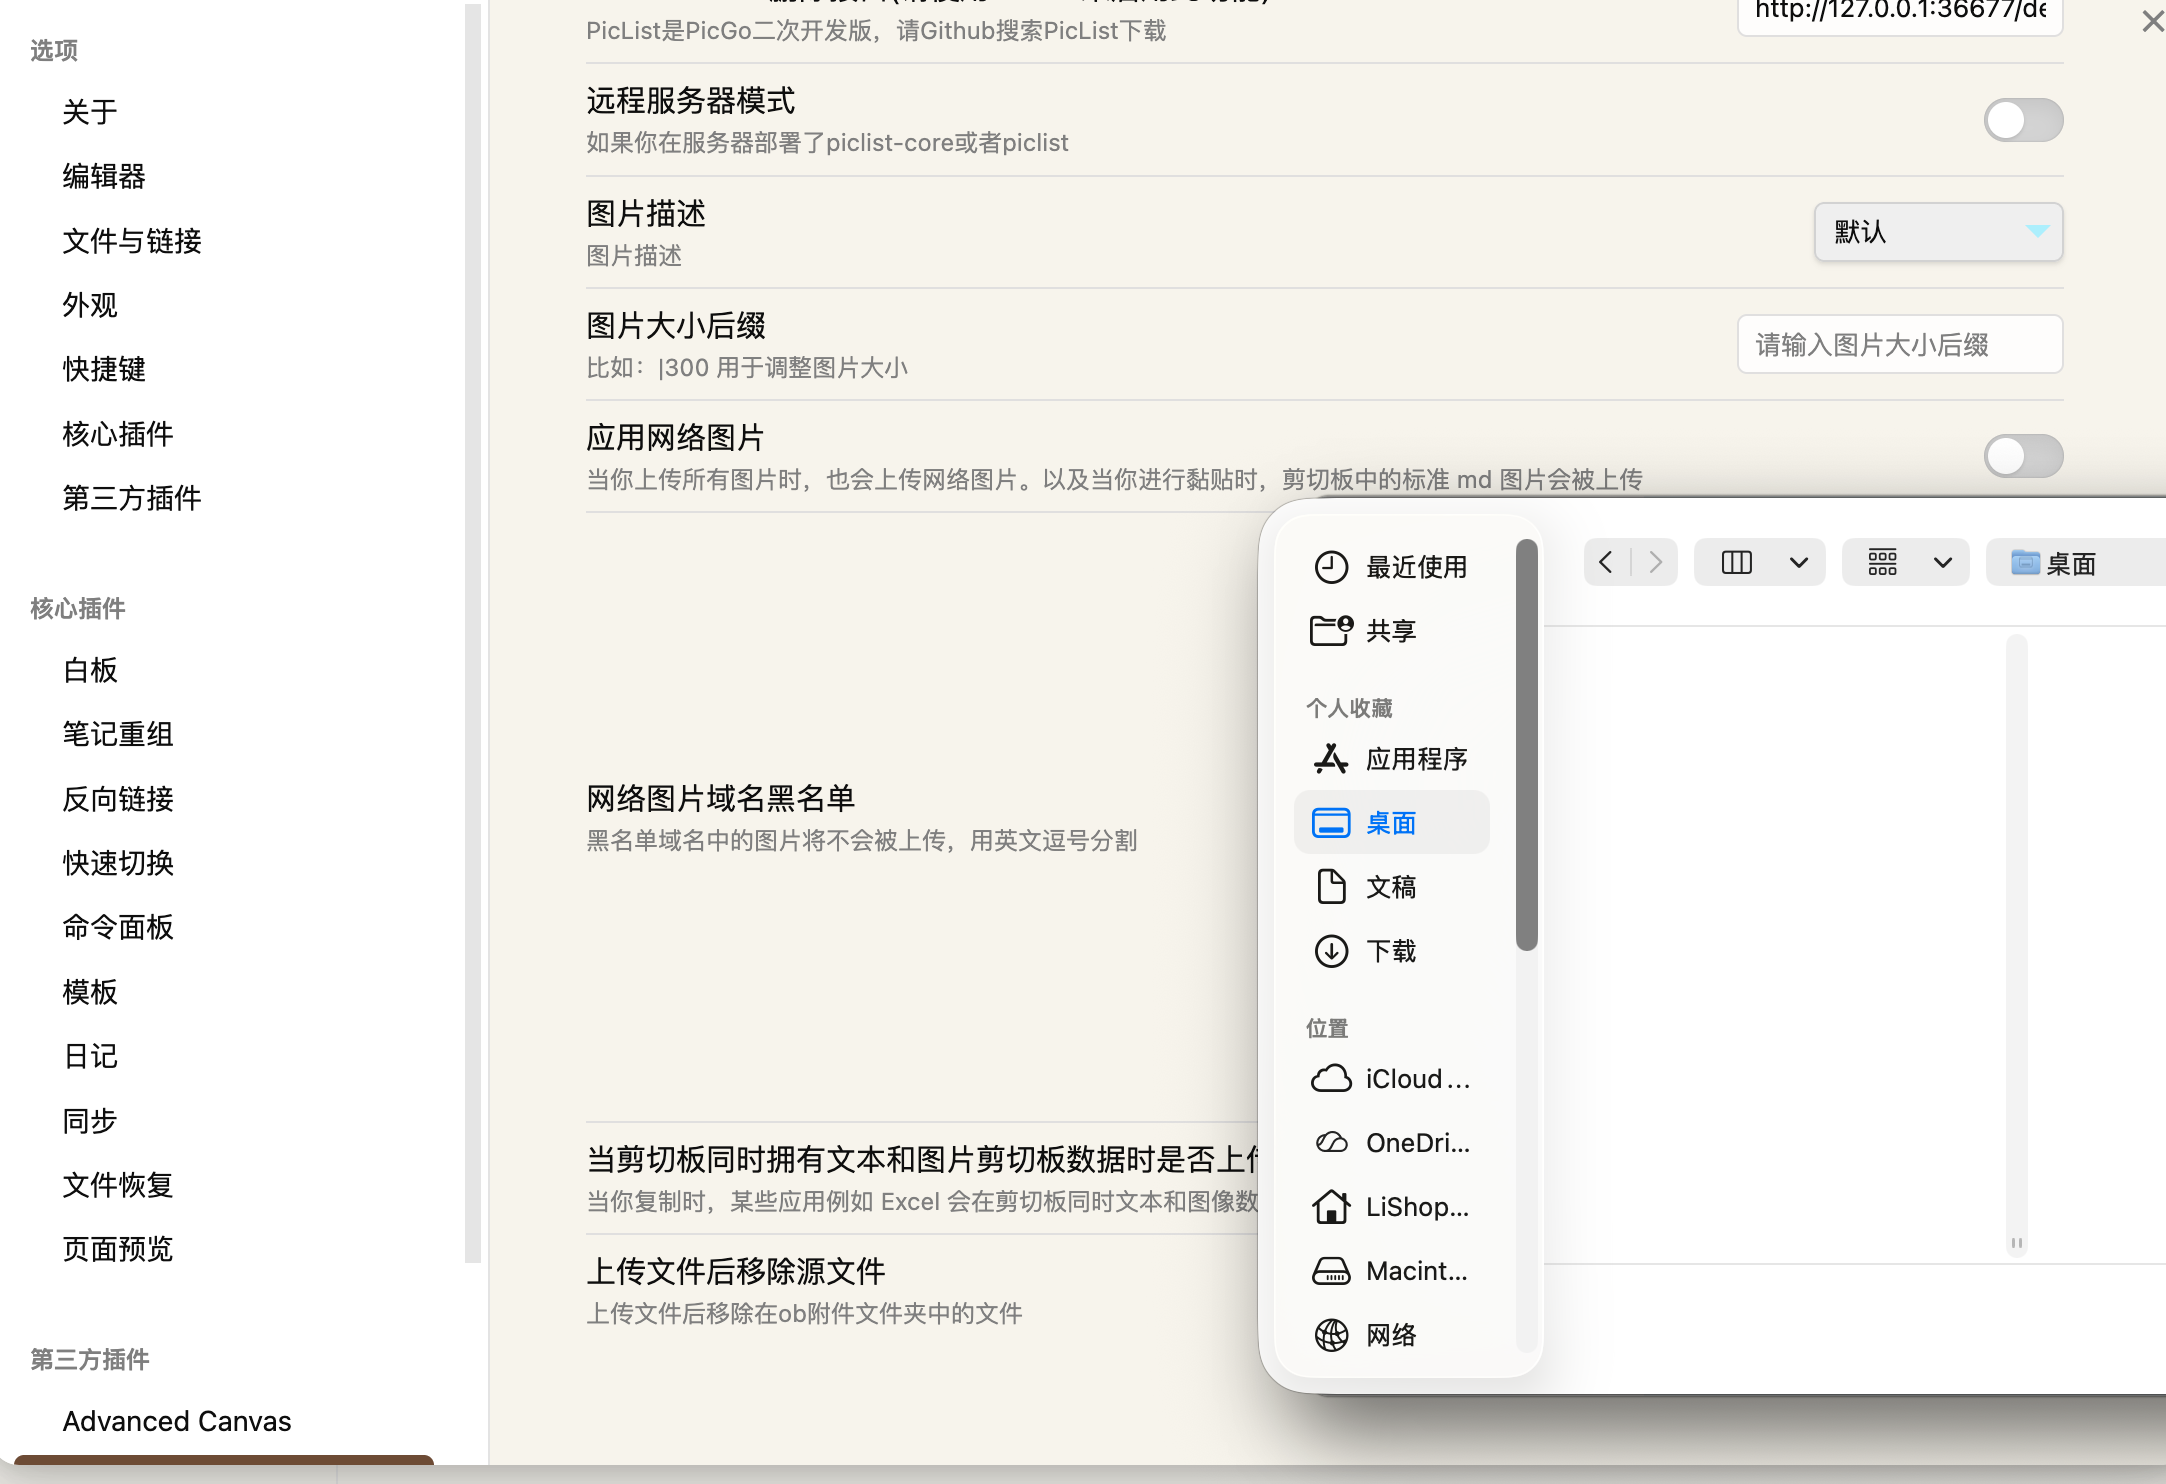 选项
关于
编辑器
文件与链接
外观
快捷键
核心插件
第三方插件
核心插件
白板
笔记重组
反向链接
快速切换
命令面板
模板
日记
同步
文件恢复
页面预览
第三方插件
Advanced Canvas
PicList是PicGo二次开发版，请Github搜索PicList下载
http://127.0.0.1:36677/de
远程服务器模式
如果你在服务器部署了piclist-core或者piclist
图片描述
图片描述
默认
图片大小后缀
比如：|300 用于调整图片大小
请输入图片大小后缀
应用网络图片
当你上传所有图片时，也会上传网络图片。以及当你进行黏贴时，剪切板中的标准 md 图片会被上传
网络图片域名黑名单
黑名单域名中的图片将不会被上传，用英文逗号分割
当剪切板同时拥有文本和图片剪切板数据时是否上传
当你复制时，某些应用例如 Excel 会在剪切板同时文本和图像数
上传文件后移除源文件
上传文件后移除在ob附件文件夹中的文件
最近使用
共享
个人收藏
应用程序
桌面
文稿
下载
位置
iCloud...
OneDri...
LiShop...
Macint...
网络
桌面